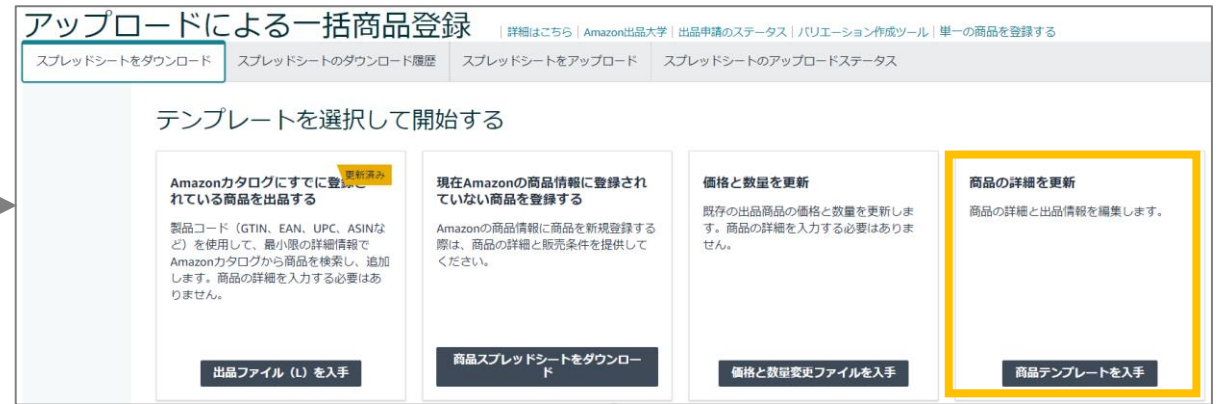 アップロードによる一括商品登録 | 詳細はこちら | Amazon出品大学 | 出品申請のステータス | バリエーション作成ツール | 単一の商品を登録する
スプレッドシートをダウンロード スプレッドシートのダウンロード履歴 スプレッドシートをアップロード スプレッドシートのアップロードステータス
テンプレートを選択して開始する
更新済み
Amazonカタログにすでに登
れている商品を出品する
製品コード（GTIN、EAN、UPC、ASINな
ど）を使用して、最小限の詳細情報で
Amazonカタログから商品を検索し、追加
します。商品の詳細を入力する必要はあ
りません。
出品ファイル（L）を入手
現在Amazonの商品情報に登録され
ていない商品を登録する
Amazonの商品情報に商品を新規登録する
際は、商品の詳細と販売条件を提供して
ください。
商品スプレッドシートをダウンロー
ド
価格と数量を更新
既存の出品商品の価格と数量を更新しま
す。商品の詳細を入力する必要はありま
せん。
価格と数量変更ファイルを入手
商品の詳細を更新
商品の詳細と出品情報を編集します。
商品テンプレートを入手